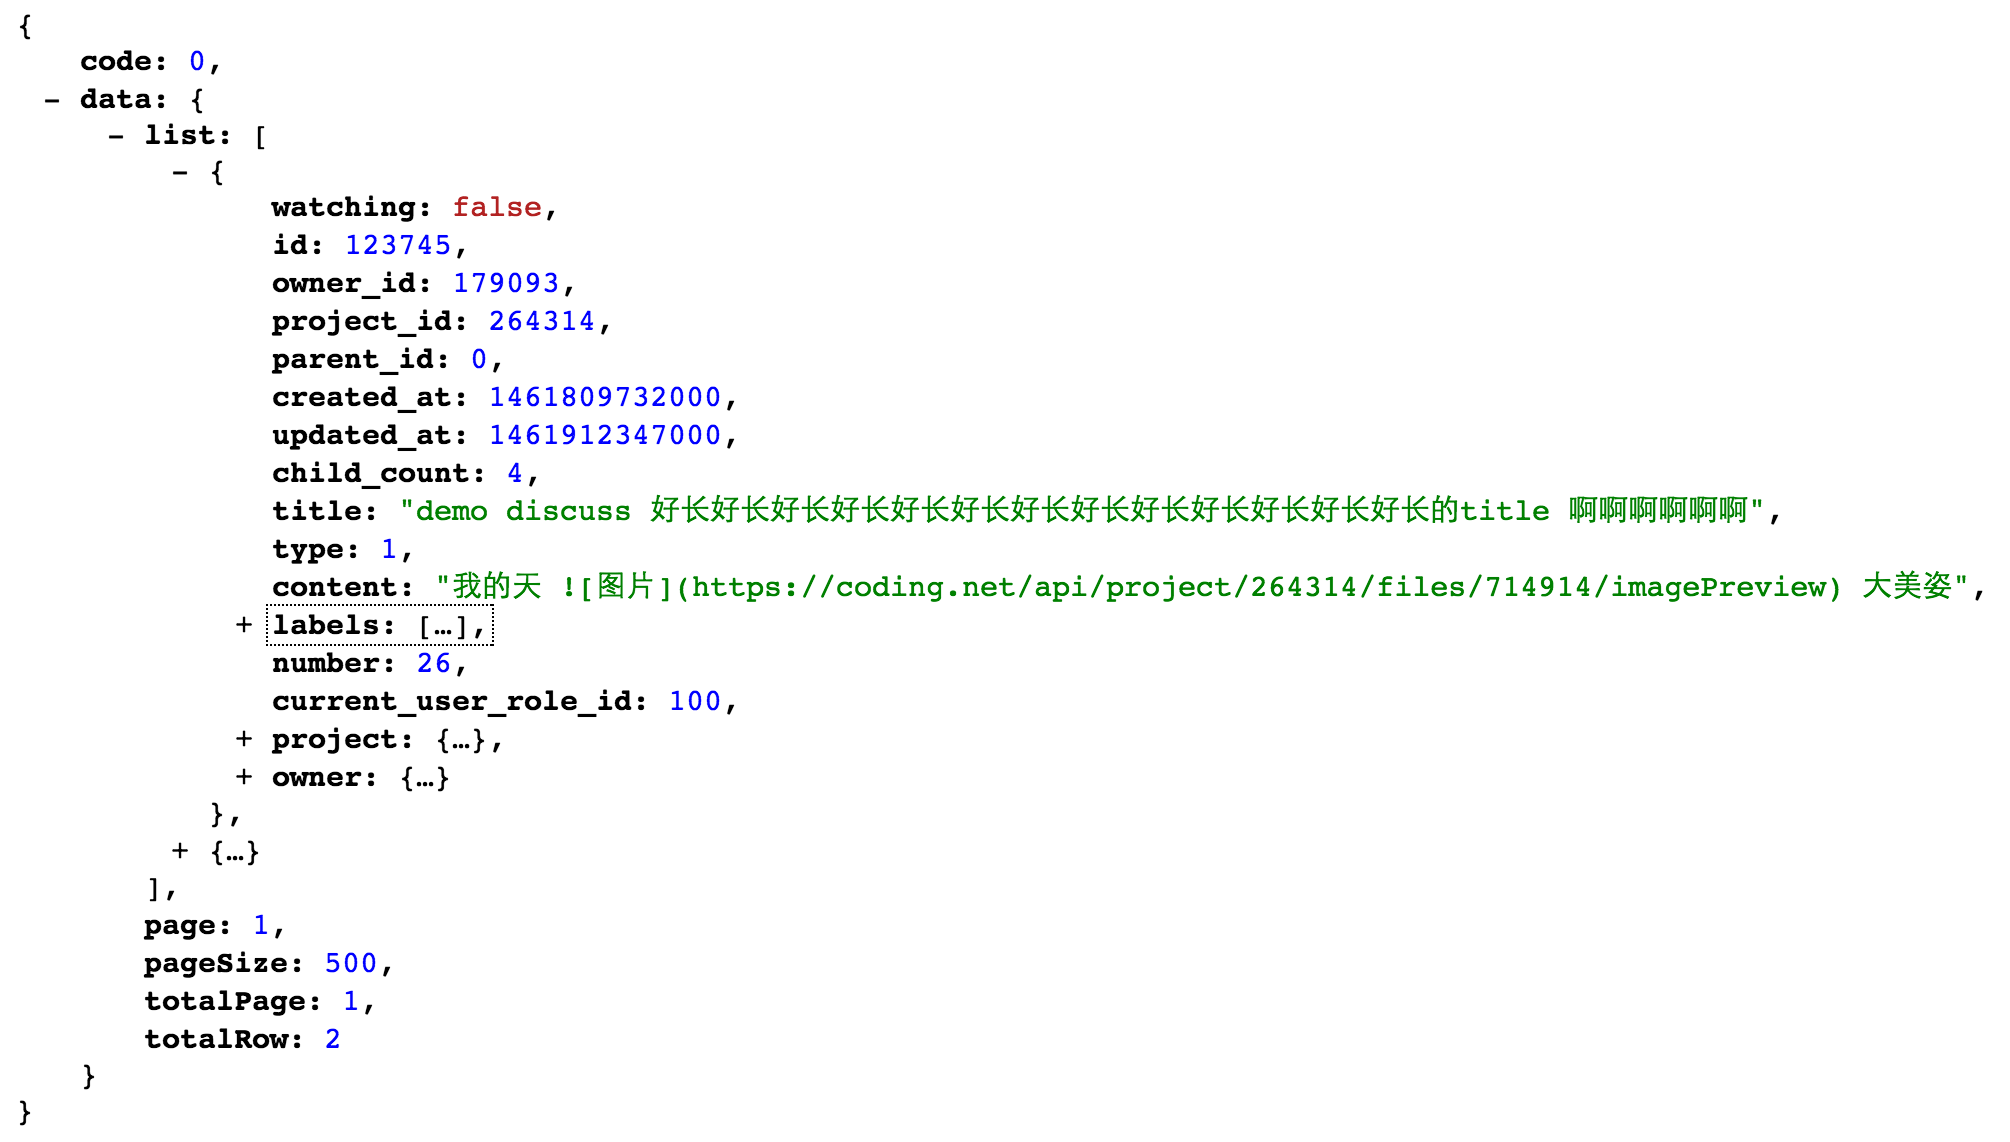 {
code: 0,
- data: {
- list: [
- {
watching: false,
id: 123745,
owner_id: 179093,
project_id: 264314,
parent_id: 0,
created_at: 1461809732000,
updated_at: 1461912347000,
child_count: 4,
title: "demo discuss 好长好长好长好长好长好长好长好长好长好长好长好长好长的title 啊啊啊啊啊啊",
type: 1,
content: "我的天 ![图片](https://coding.net/api/project/264314/files/714914/imagePreview) 大美姿",
+ labels: […],
number: 26,
current_user_role_id: 100,
+ project: {…},
+ owner: {…}
},
+ {…}
],
page: 1,
pageSize: 500,
totalPage: 1,
totalRow: 2
}
}